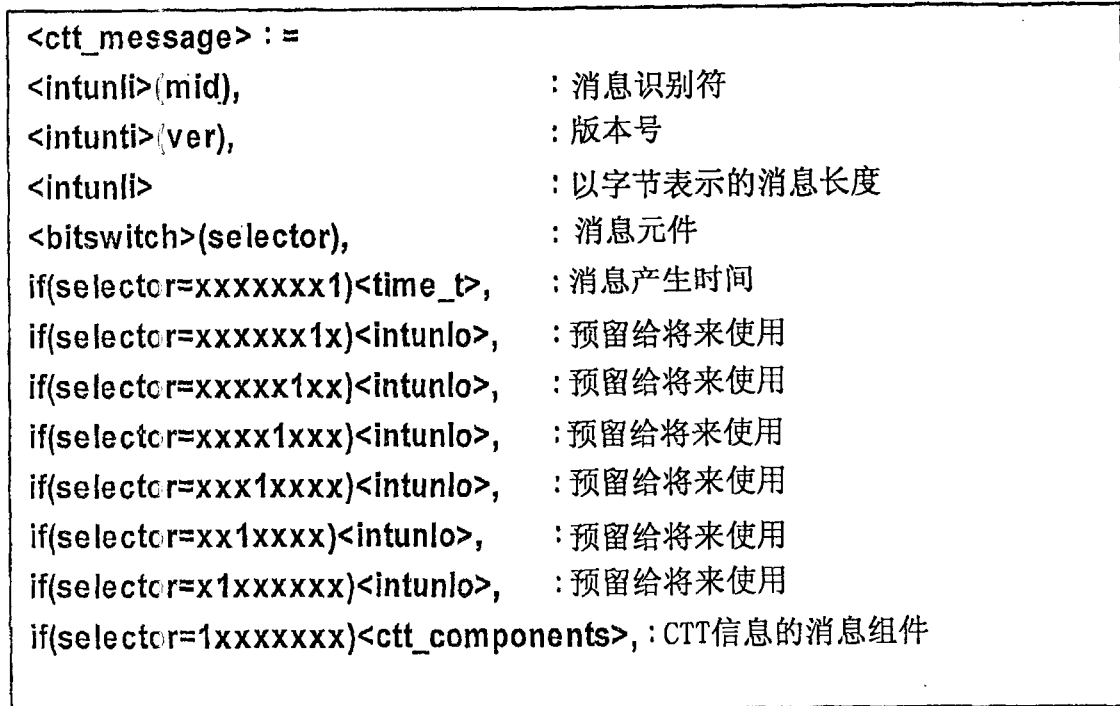 <ctt_message> : =
<intunli>(mid), : 消息识别符
<intunti>(ver), : 版本号
<intunli> : 以字节表示的消息长度
<bitswitch>(selector), : 消息元件
if(selector=xxxxxxx1)<time_t>, : 消息产生时间
if(selector=xxxxxx1x)<intunlo>, : 预留给将来使用
if(selector=xxxxx1xx)<intunlo>, : 预留给将来使用
if(selector=xxxx1xxx)<intunlo>, : 预留给将来使用
if(selector=xxx1xxxx)<intunlo>, : 预留给将来使用
if(selector=xx1xxxx)<intunlo>, : 预留给将来使用
if(selector=x1xxxxxx)<intunlo>, : 预留给将来使用
if(selector=1xxxxxxx)<ctt_components>, : CTT信息的消息组件